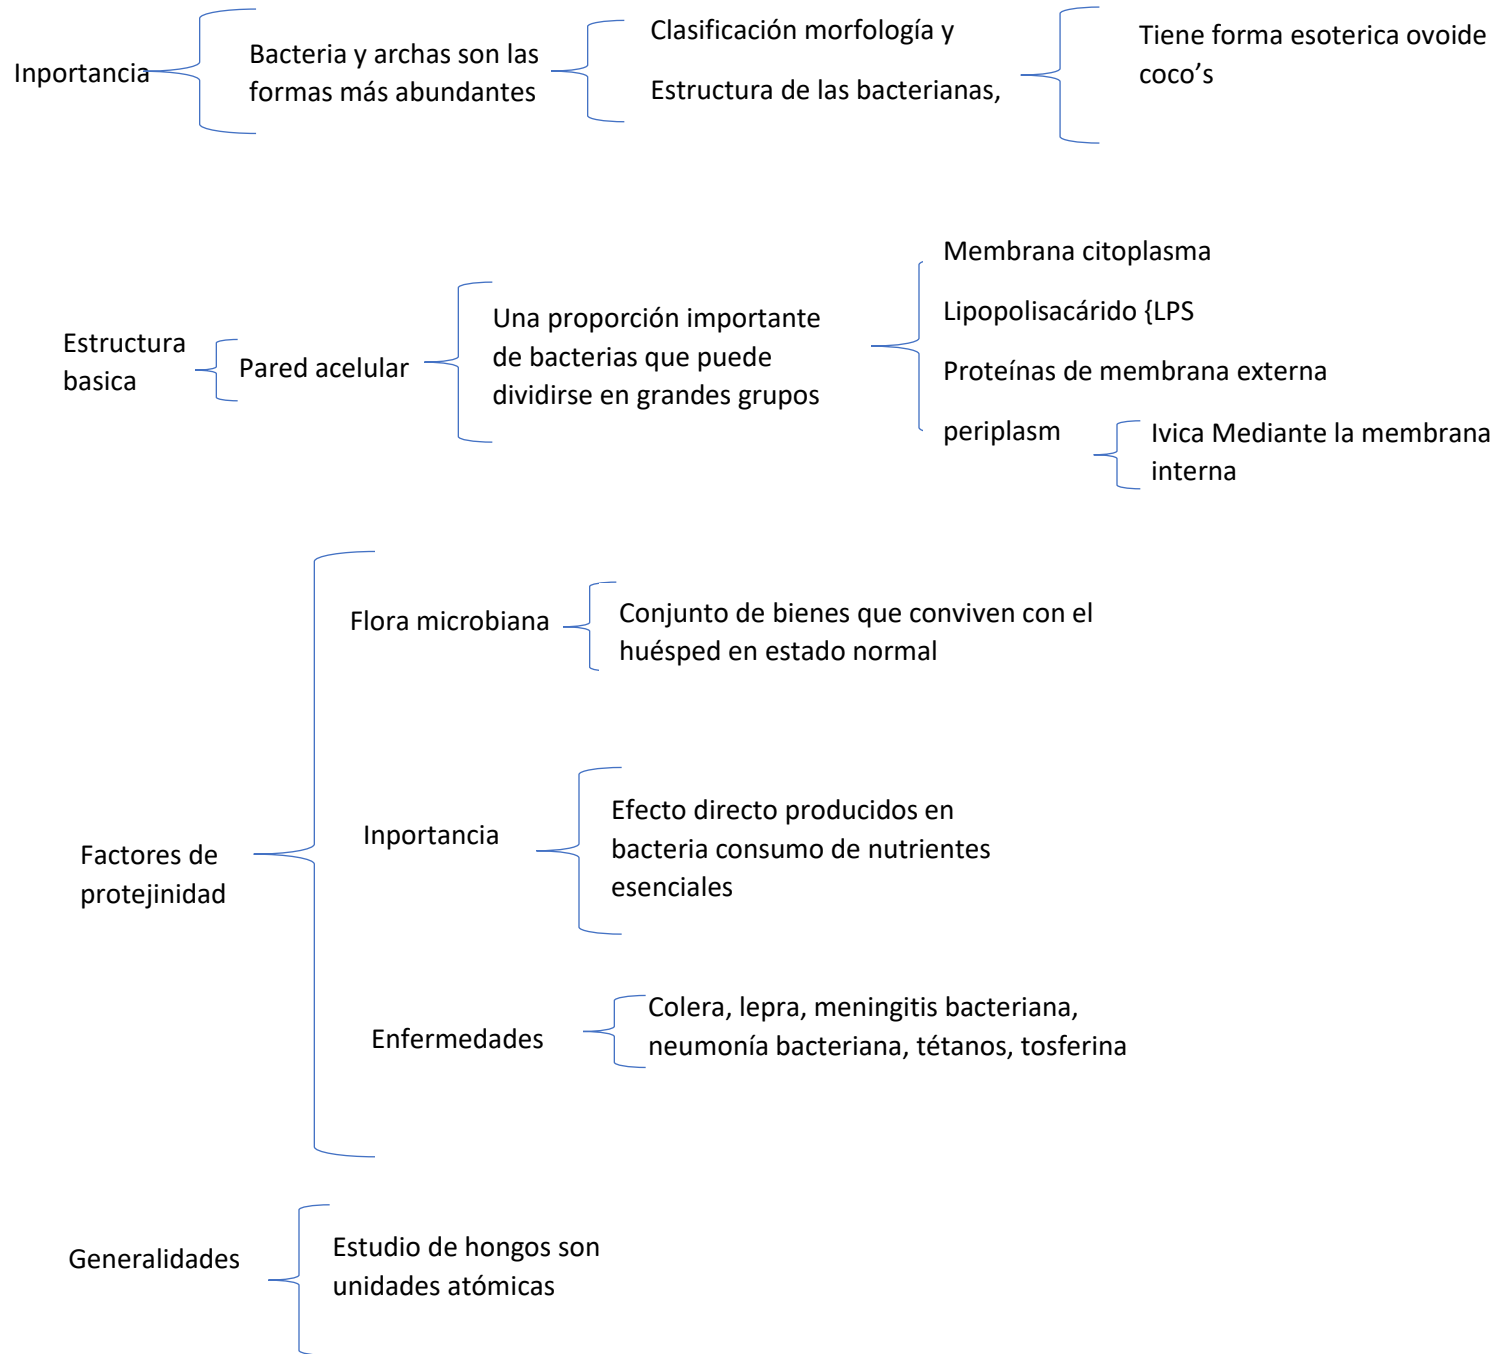 Inportancia
Bacteria y archas son las
formas más abundantes
Clasificación morfología y
Estructura de las bacterianas,
Tiene forma esoterica ovoide
coco’s
Estructura
basica
Pared acelular
Una proporción importante
de bacterias que puede
dividirse en grandes grupos
Membrana citoplasma
Lipopolisacárido {LPS
Proteínas de membrana externa
periplasm
Ivica Mediante la membrana
interna
Factores de
protejinidad
Flora microbiana
Conjunto de bienes que conviven con el
huésped en estado normal
Inportancia
Efecto directo producidos en
bacteria consumo de nutrientes
esenciales
Enfermedades
Colera, lepra, meningitis bacteriana,
neumonía bacteriana, tétanos, tosferina
Generalidades
Estudio de hongos son
unidades atómicas